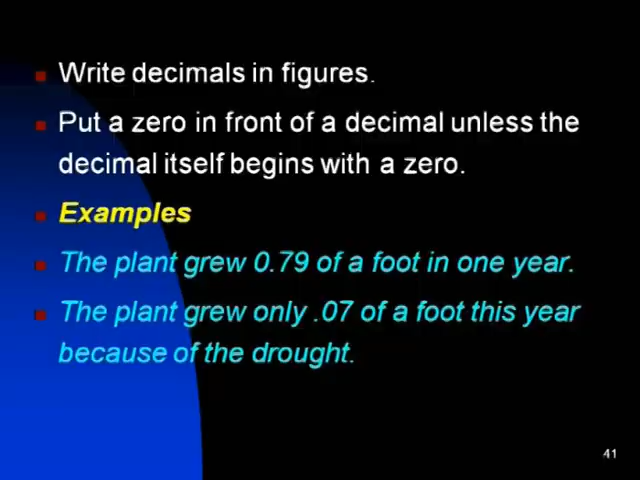 Write decimals in figures.
Put a zero in front of a decimal unless the
decimal itself begins with a zero.
Examples
The plant grew 0.79 of a foot in one year.
The plant grew only .07 of a foot this year
because of the drought.
41